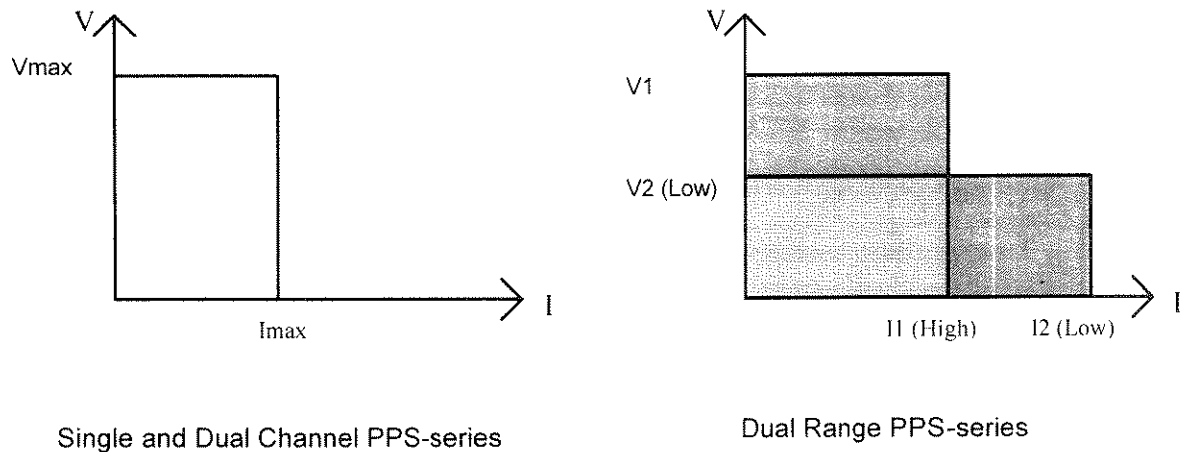 V
Vmax
I
Imax
Single and Dual Channel PPS-series
V
V1
V2 (Low)
I
I1 (High)
I2 (Low)
Dual Range PPS-series